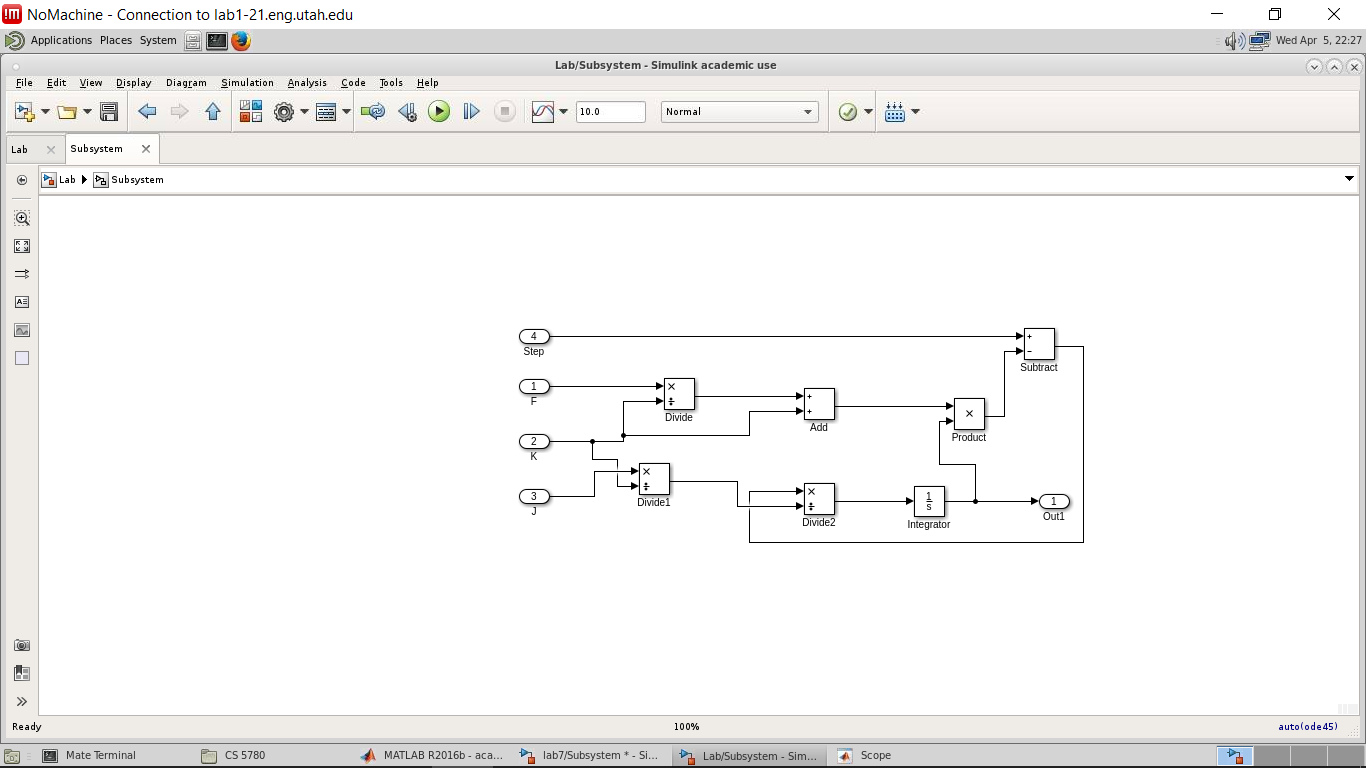 NoMachine - Connection to lab1-21.eng.utah.edu
Applications Places System Wed Apr 5, 22:27
Lab/Subsystem - Simulink academic use
File Edit View Display Diagram Simulation Analysis Code Tools Help
10.0 Normal
Lab Subsystem
Lab Subsystem
4
Step
+
−
Subtract
1
F
×
÷
Divide
+
+
Add
×
Product
2
K
3
J
×
÷
Divide1
×
÷
Divide2
1
s
Integrator
1
Out1
Ready 100% auto(ode45)
Mate Terminal CS 5780 MATLAB R2016b - aca... lab7/Subsystem * - Si... Lab/Subsystem - Sim... Scope